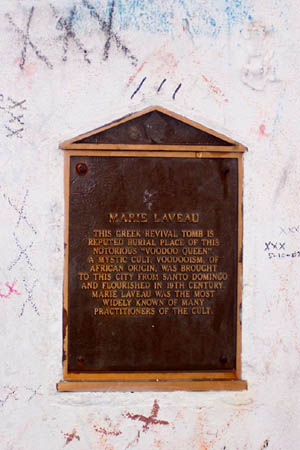 XXX
XXX
MARIE LAVEAU
THIS GREEK REVIVAL TOMB IS
REPUTED BURIAL PLACE OF THIS
NOTORIOUS "VOODOO QUEEN".
A MYSTIC CULT, VOODOOISM, OF
AFRICAN ORIGIN, WAS BROUGHT
TO THIS CITY FROM SANTO DOMINGO
AND FLOURISHED IN 19TH CENTURY.
MARIE LAVEAU WAS THE MOST
WIDELY KNOWN OF MANY
PRACTITIONERS OF THE CULT.
XXX